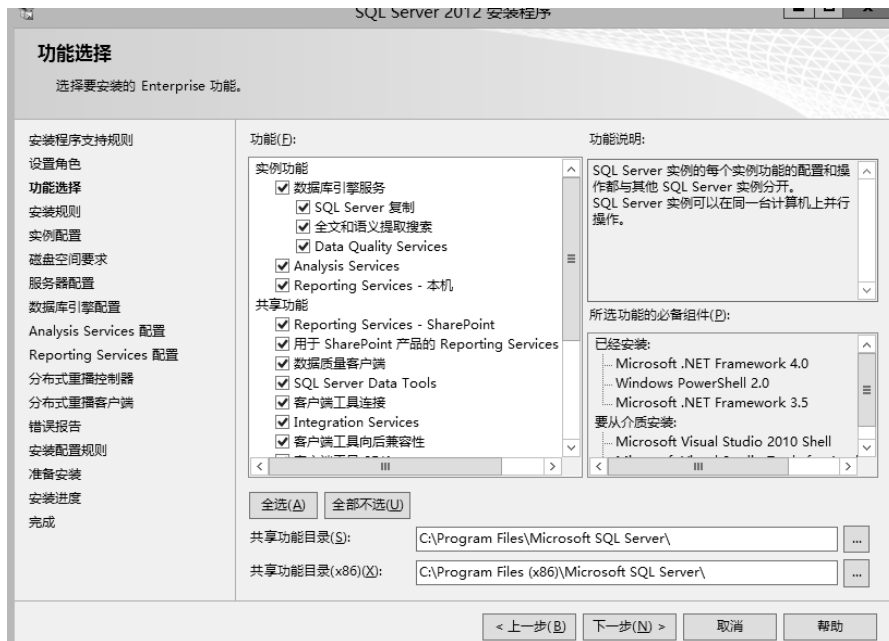 SQL Server 2012 安装程序
功能选择
选择要安装的 Enterprise 功能。
安装程序支持规则
设置角色
功能选择
安装规则
实例配置
磁盘空间要求
服务器配置
数据库引擎配置
Analysis Services 配置
Reporting Services 配置
分布式重播控制器
分布式重播客户端
错误报告
安装配置规则
准备安装
安装进度
完成
功能(F):
实例功能
数据库引擎服务
SQL Server 复制
全文和语义提取搜索
Data Quality Services
Analysis Services
Reporting Services - 本机
共享功能
Reporting Services - SharePoint
用于 SharePoint 产品的 Reporting Services
数据质量客户端
SQL Server Data Tools
客户端工具连接
Integration Services
客户端工具向后兼容性
功能说明:
SQL Server 实例的每个实例功能的配置和操
作都与其他 SQL Server 实例分开。
SQL Server 实例可以在同一台计算机上并行
操作。
所选功能的必备组件(P):
已经安装:
Microsoft .NET Framework 4.0
Windows PowerShell 2.0
Microsoft .NET Framework 3.5
要从介质安装:
Microsoft Visual Studio 2010 Shell
全选(A)
全部不选(U)
共享功能目录(S):
C:\Program Files\Microsoft SQL Server\
...
共享功能目录(x86)(X):
C:\Program Files (x86)\Microsoft SQL Server\
...
< 上一步(B)
下一步(N) >
取消
帮助